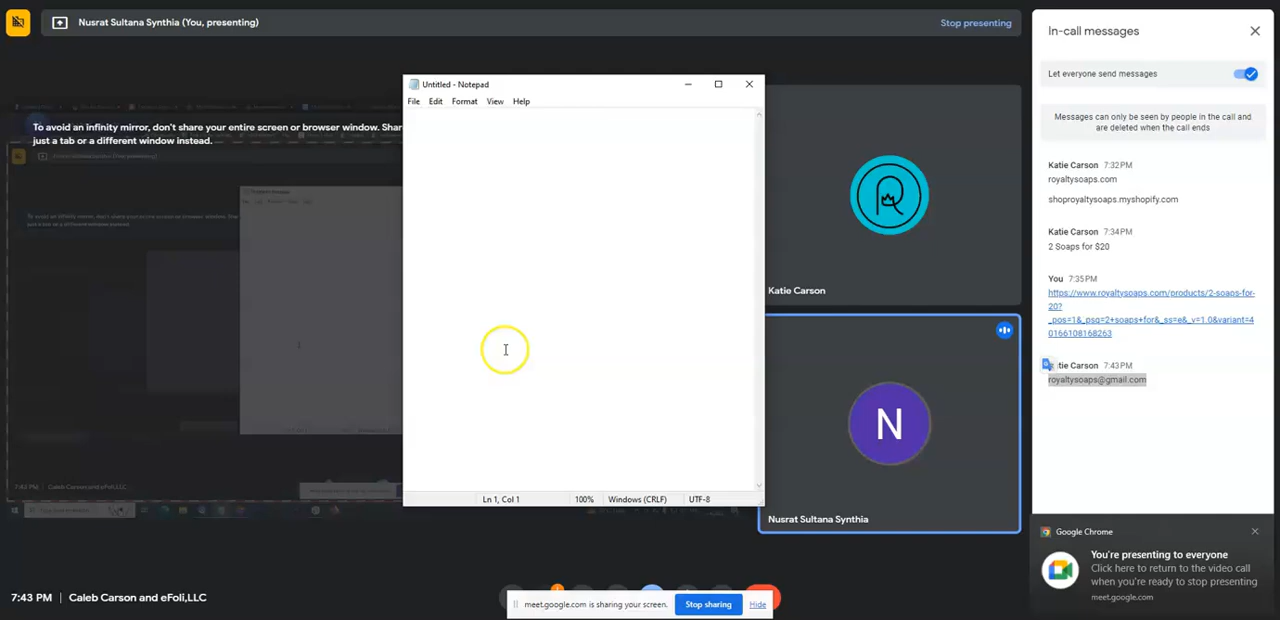 Nusrat Sultana Synthia (You, presenting)
Stop presenting
To avoid an infinity mirror, don't share your entire screen or browser window. Shar
just a tab or a different window instead.
Untitled - Notepad
File Edit Format View Help
Ln 1, Col 1 100% Windows (CRLF) UTF-8
Katie Carson
N
Nusrat Sultana Synthia
In-call messages
Let everyone send messages
Messages can only be seen by people in the call and
are deleted when the call ends
Katie Carson 7:32PM
royaltysoaps.com
shoproyaltysoaps.myshopify.com
Katie Carson 7:34PM
2 Soaps for $20
You 7:35PM
https://www.royaltysoaps.com/products/2-soaps-for-
20?
_pos=1&_psq=2+soaps+for&_ss=e&_v=1.0&variant=4
0166108168263
tie Carson 7:43PM
royaltysoaps@gmail.com
Google Chrome
You're presenting to everyone
Click here to return to the video call
when you're ready to stop presenting
meet.google.com
7:43 PM | Caleb Carson and eFoli,LLC
meet.google.com is sharing your screen. Stop sharing Hide